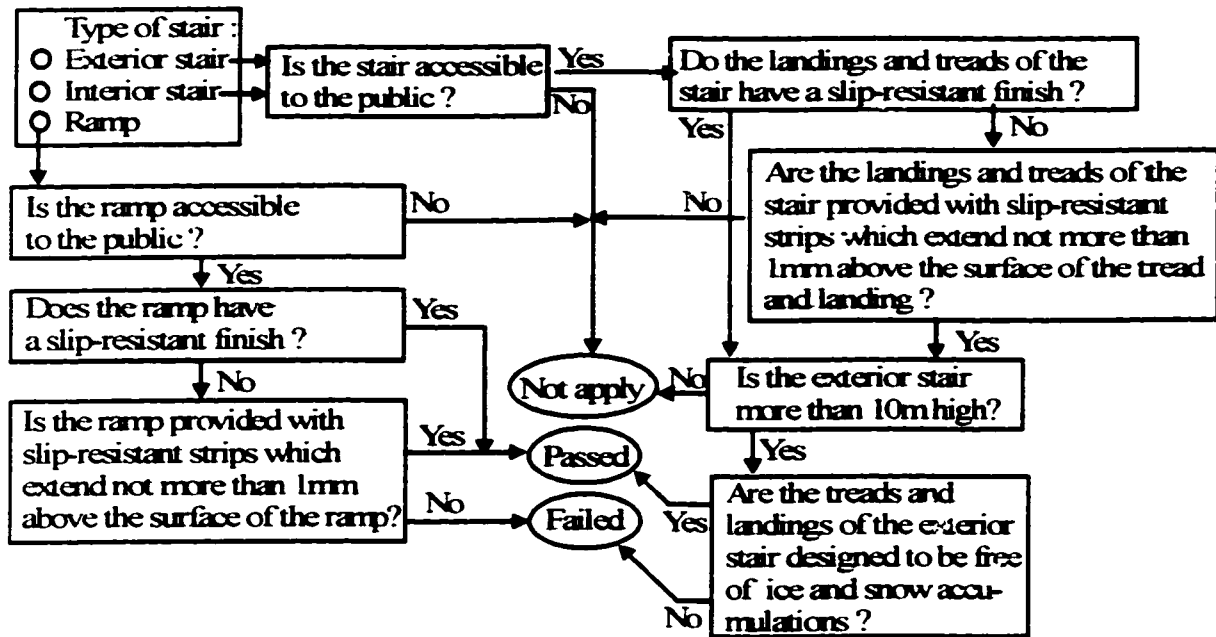 Type of stair :
Exterior stair
Interior stair
Ramp
Is the stair accessible
to the public ?
Yes
No
Do the landings and treads of the
stair have a slip-resistant finish ?
Yes
No
Are the landings and treads of the
stair provided with slip-resistant
strips which extend not more than
1mm above the surface of the tread
and landing ?
No
Yes
Is the ramp accessible
to the public ?
No
Yes
Does the ramp have
a slip-resistant finish ?
Yes
No
Is the ramp provided with
slip-resistant strips which
extend not more than 1mm
above the surface of the ramp?
Yes
No
Not apply
Passed
Failed
Is the exterior stair
more than 10m high?
No
Yes
Are the treads and
landings of the exterior
stair designed to be free
of ice and snow accu-
mulations ?
Yes
No